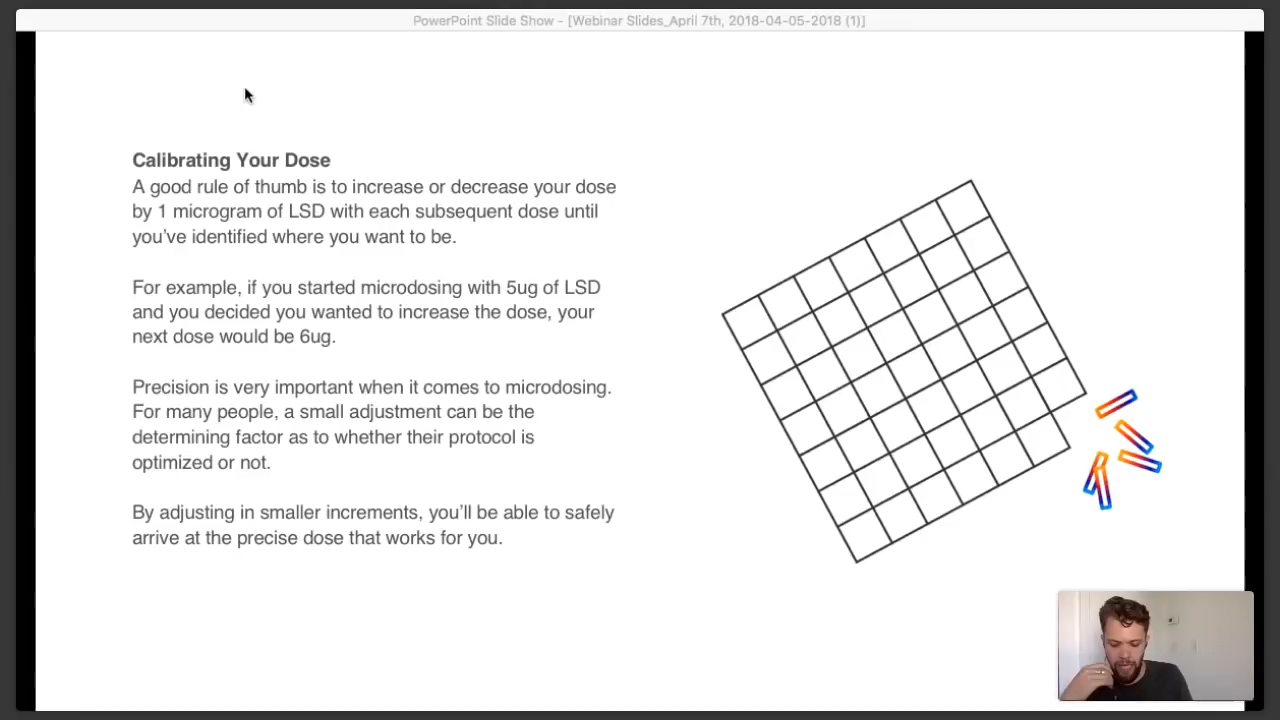 PowerPoint Slide Show - [Webinar Slides_April 7th, 2018-04-05-2018 (1)]
Calibrating Your Dose
A good rule of thumb is to increase or decrease your dose
by 1 microgram of LSD with each subsequent dose until
you’ve identified where you want to be.
For example, if you started microdosing with 5ug of LSD
and you decided you wanted to increase the dose, your
next dose would be 6ug.
Precision is very important when it comes to microdosing.
For many people, a small adjustment can be the
determining factor as to whether their protocol is
optimized or not.
By adjusting in smaller increments, you’ll be able to safely
arrive at the precise dose that works for you.